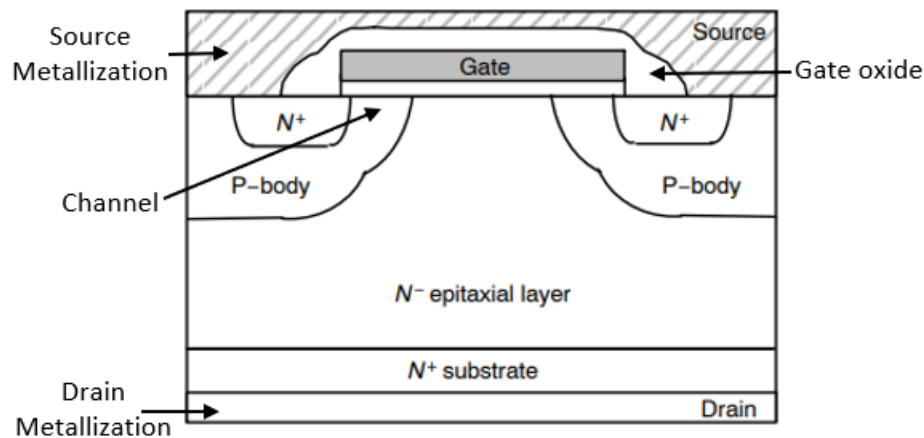 Source
Metallization
Source
Gate
Gate oxide
N+
N+
P–body
P–body
Channel
N– epitaxial layer
N+ substrate
Drain
Metallization
Drain